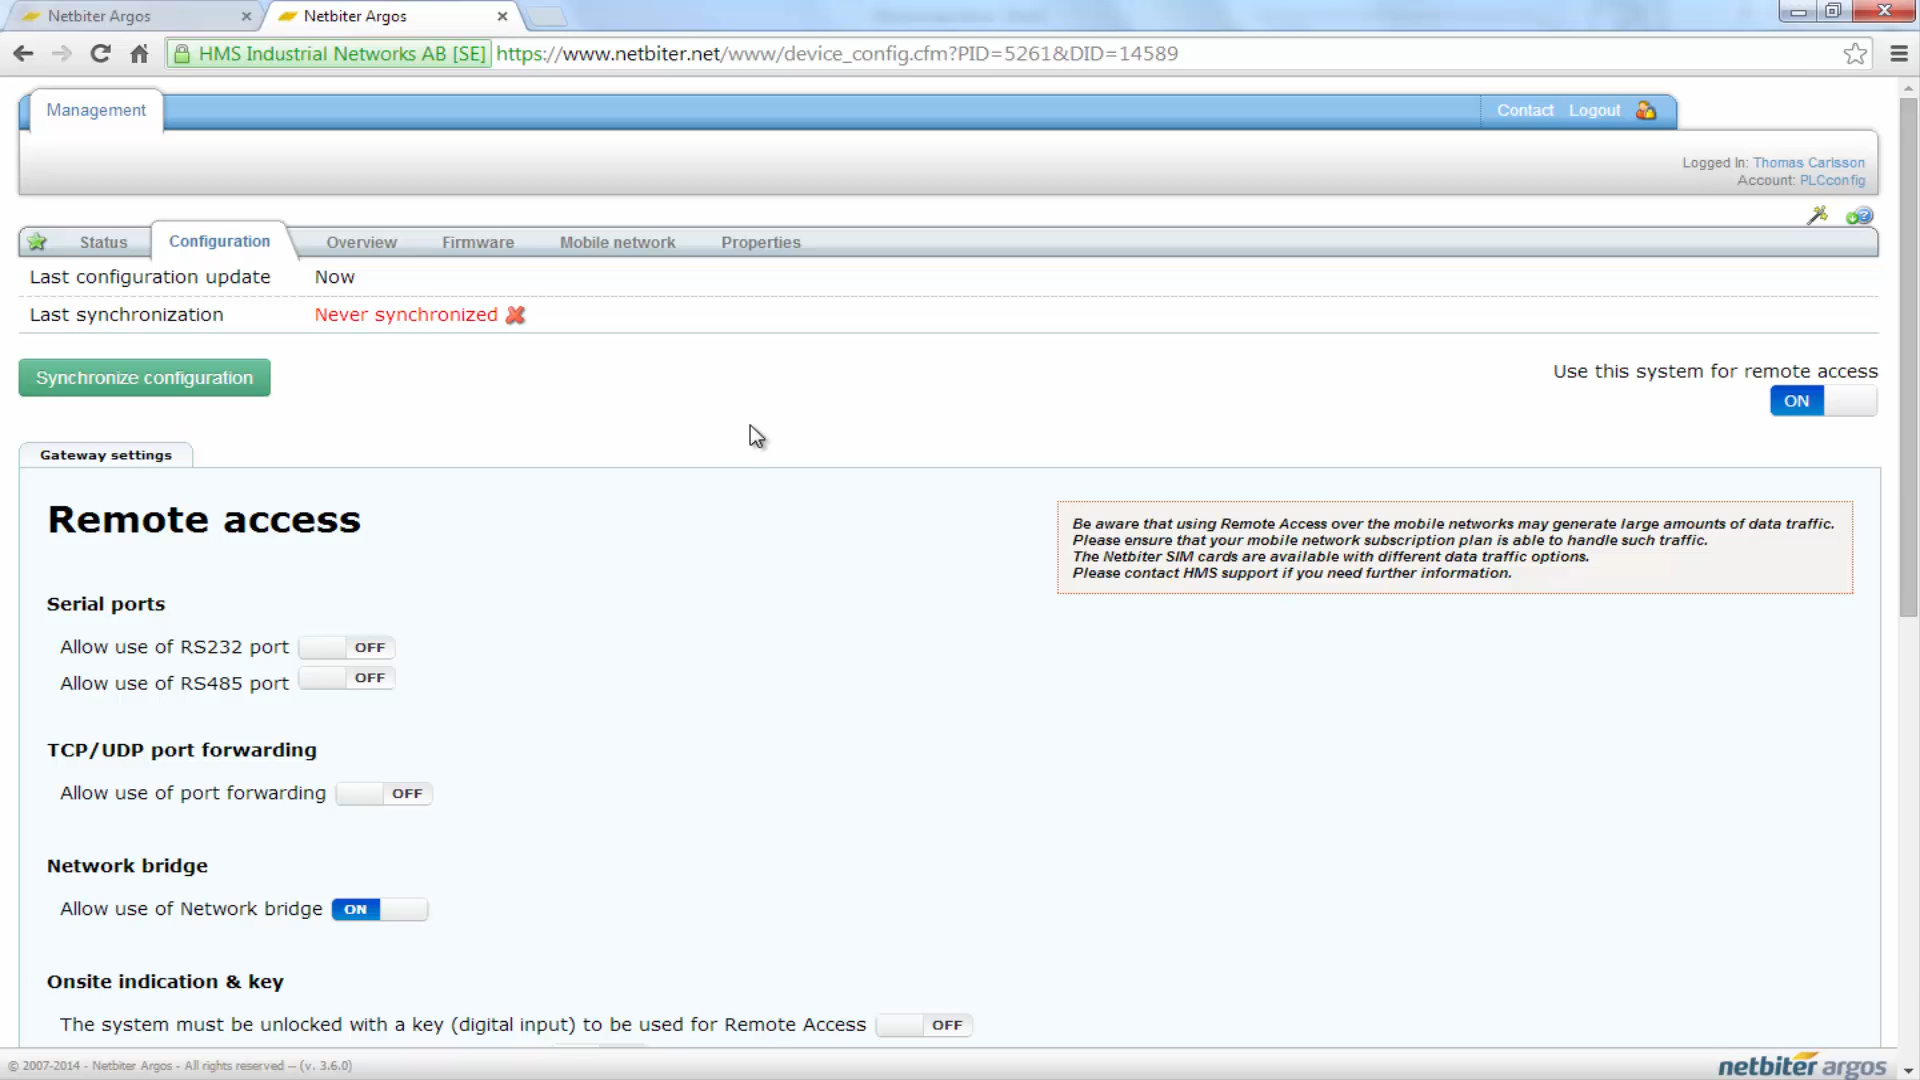 Netbiter Argos
Netbiter Argos
HMS Industrial Networks AB [SE] https://www.netbiter.net/www/device_config.cfm?PID=5261&DID=14589
Management
Contact Logout
Logged In: Thomas Carlsson
Account: PLCconfig
Status Configuration Overview Firmware Mobile network Properties
Last configuration update Now
Last synchronization Never synchronized
Synchronize configuration
Use this system for remote access
ON
Gateway settings
Remote access
Be aware that using Remote Access over the mobile networks may generate large amounts of data traffic.
Please ensure that your mobile network subscription plan is able to handle such traffic.
The Netbiter SIM cards are available with different data traffic options.
Please contact HMS support if you need further information.
Serial ports
Allow use of RS232 port OFF
Allow use of RS485 port OFF
TCP/UDP port forwarding
Allow use of port forwarding OFF
Network bridge
Allow use of Network bridge ON
Onsite indication & key
The system must be unlocked with a key (digital input) to be used for Remote Access OFF
© 2007-2014 - Netbiter Argos - All rights reserved -- (v. 3.6.0)
netbiter argos